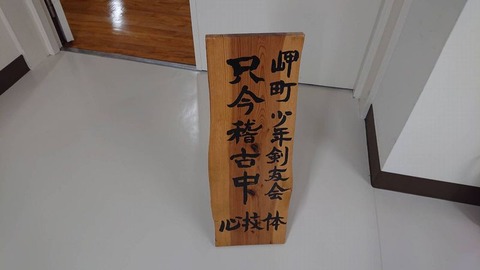 岬町少年剣友会
只今稽古中
心技体